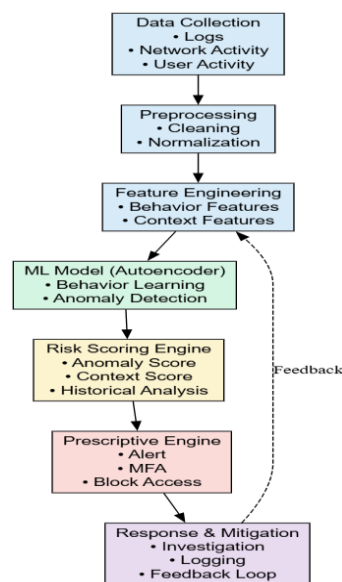 Data Collection
• Logs
• Network Activity
• User Activity
Preprocessing
• Cleaning
• Normalization
Feature Engineering
• Behavior Features
• Context Features
ML Model (Autoencoder)
• Behavior Learning
• Anomaly Detection
Risk Scoring Engine
• Anomaly Score
• Context Score
• Historical Analysis
Feedback
Prescriptive Engine
• Alert
• MFA
• Block Access
Response & Mitigation
• Investigation
• Logging
• Feedback Loop